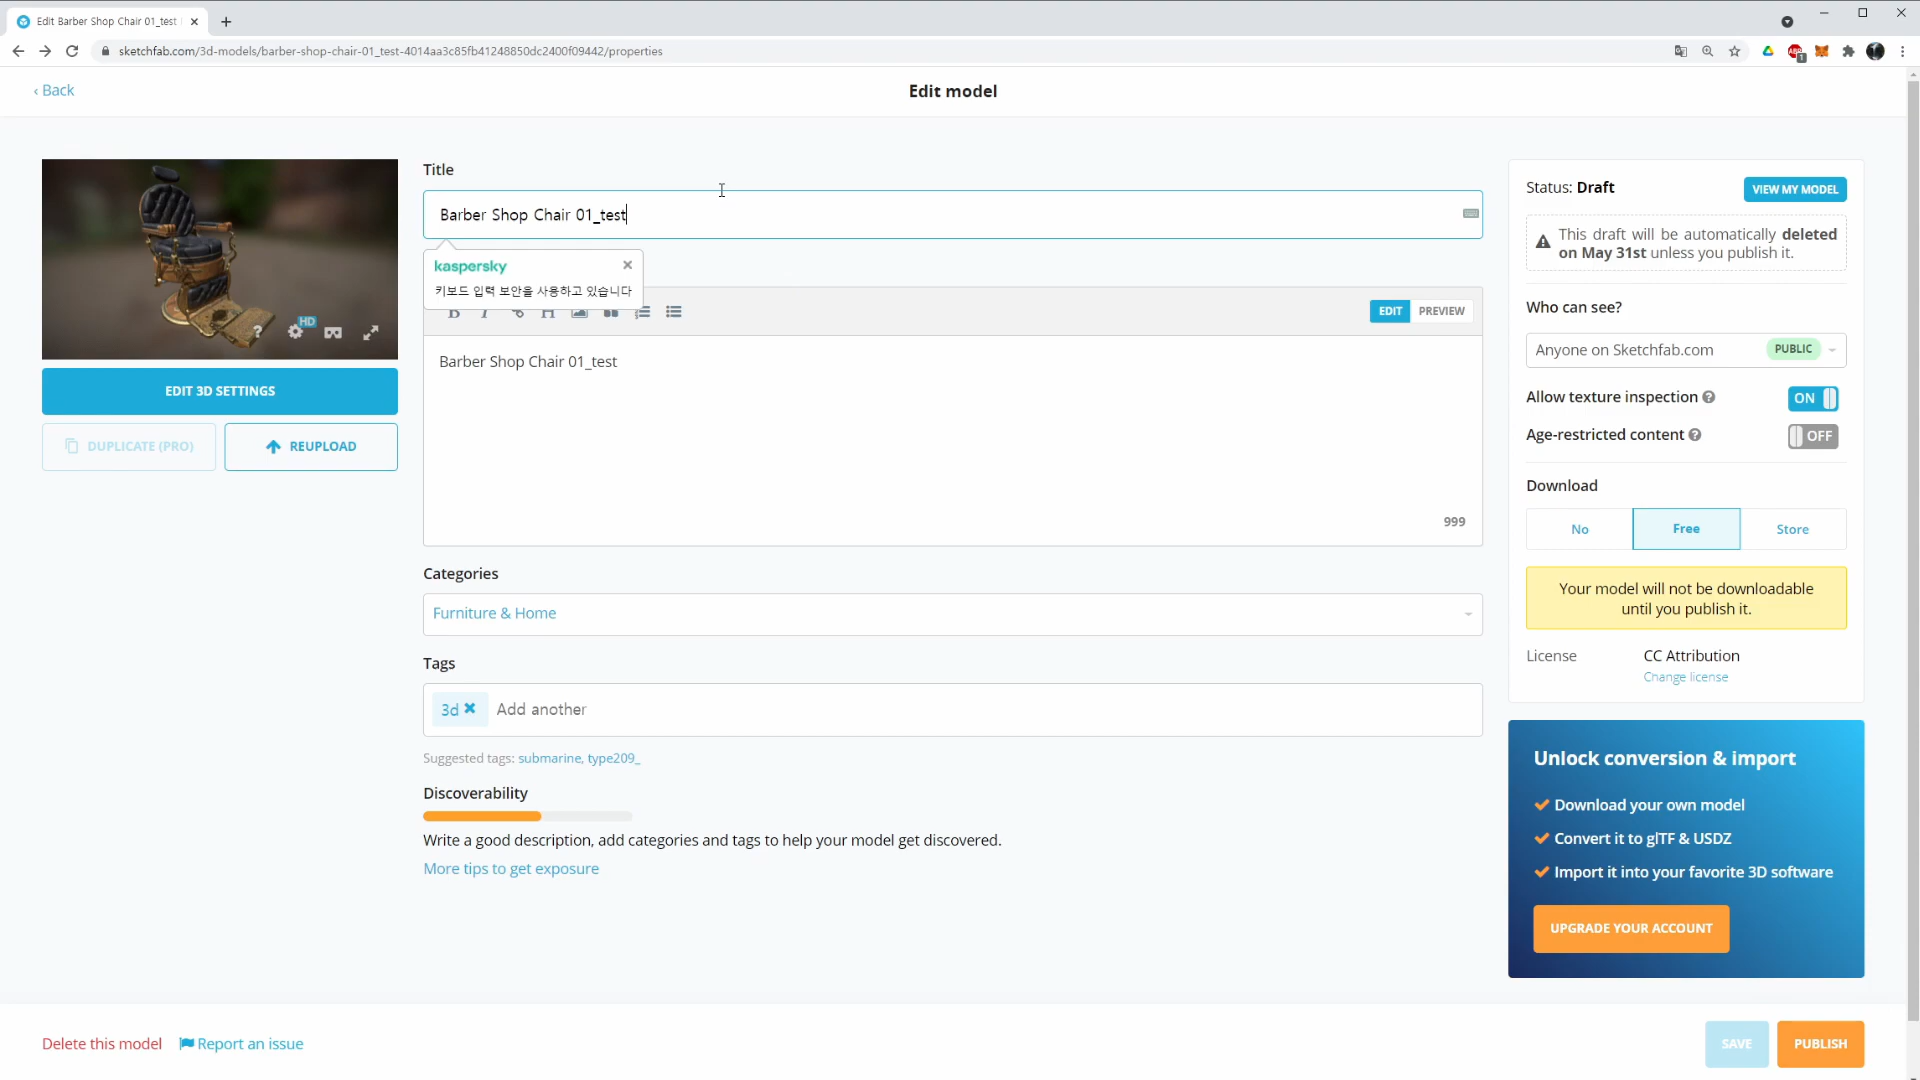 Edit Barber Shop Chair 01_test
sketchfab.com/3d-models/barber-shop-chair-01_test-4014aa3c85fb41248850dc2400f09442/properties
ABP
1
‹ Back
Edit model
HD
?
EDIT 3D SETTINGS
DUPLICATE (PRO)
REUPLOAD
Title
Barber Shop Chair 01_test
kaspersky
키보드 입력 보안을 사용하고 있습니다
B I H
EDIT
PREVIEW
Barber Shop Chair 01_test
999
Categories
Furniture & Home
Tags
3d
Add another
Suggested tags: submarine, type209_
Discoverability
Write a good description, add categories and tags to help your model get discovered.
More tips to get exposure
Status: Draft
VIEW MY MODEL
This draft will be automatically deleted
on May 31st unless you publish it.
Who can see?
Anyone on Sketchfab.com
PUBLIC
Allow texture inspection ?
ON
Age-restricted content ?
OFF
Download
No
Free
Store
Your model will not be downloadable
until you publish it.
License
CC Attribution
Change license
Unlock conversion & import
Download your own model
Convert it to glTF & USDZ
Import it into your favorite 3D software
UPGRADE YOUR ACCOUNT
Delete this model
Report an issue
SAVE
PUBLISH